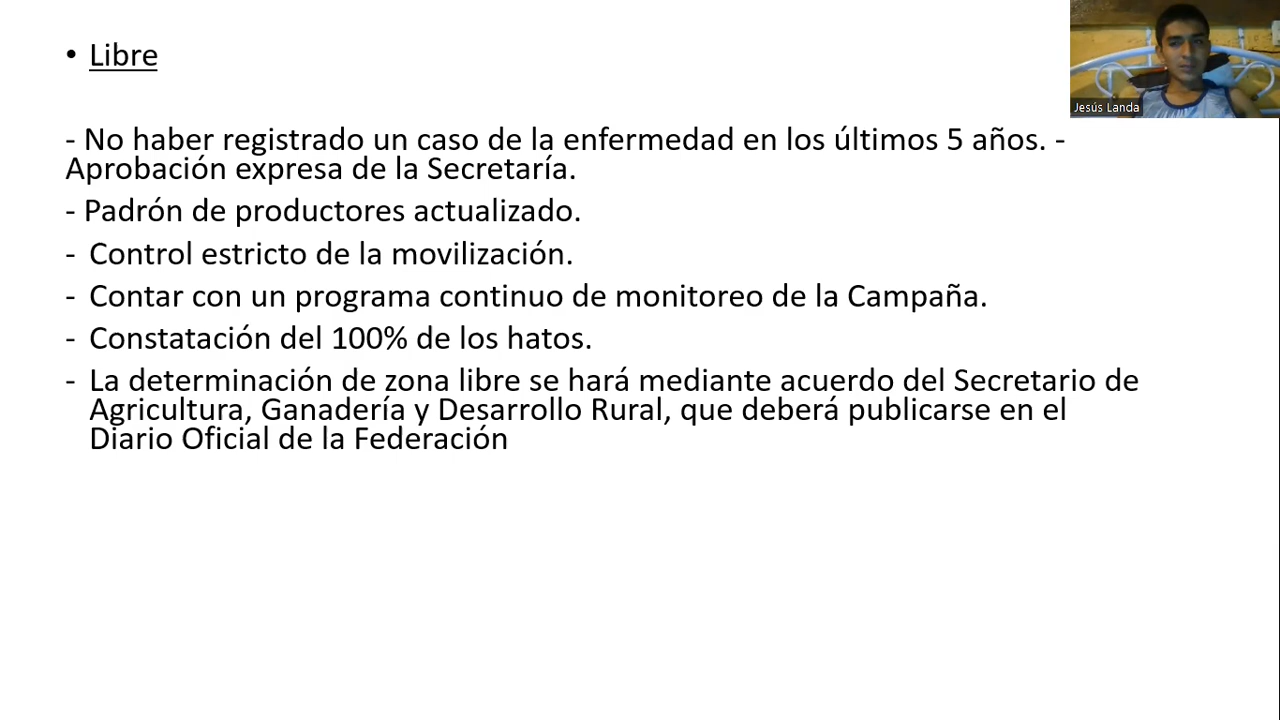 • Libre
Jesús Landa
- No haber registrado un caso de la enfermedad en los últimos 5 años. -
Aprobación expresa de la Secretaría.
- Padrón de productores actualizado.
- Control estricto de la movilización.
- Contar con un programa continuo de monitoreo de la Campaña.
- Constatación del 100% de los hatos.
- La determinación de zona libre se hará mediante acuerdo del Secretario de
Agricultura, Ganadería y Desarrollo Rural, que deberá publicarse en el
Diario Oficial de la Federación